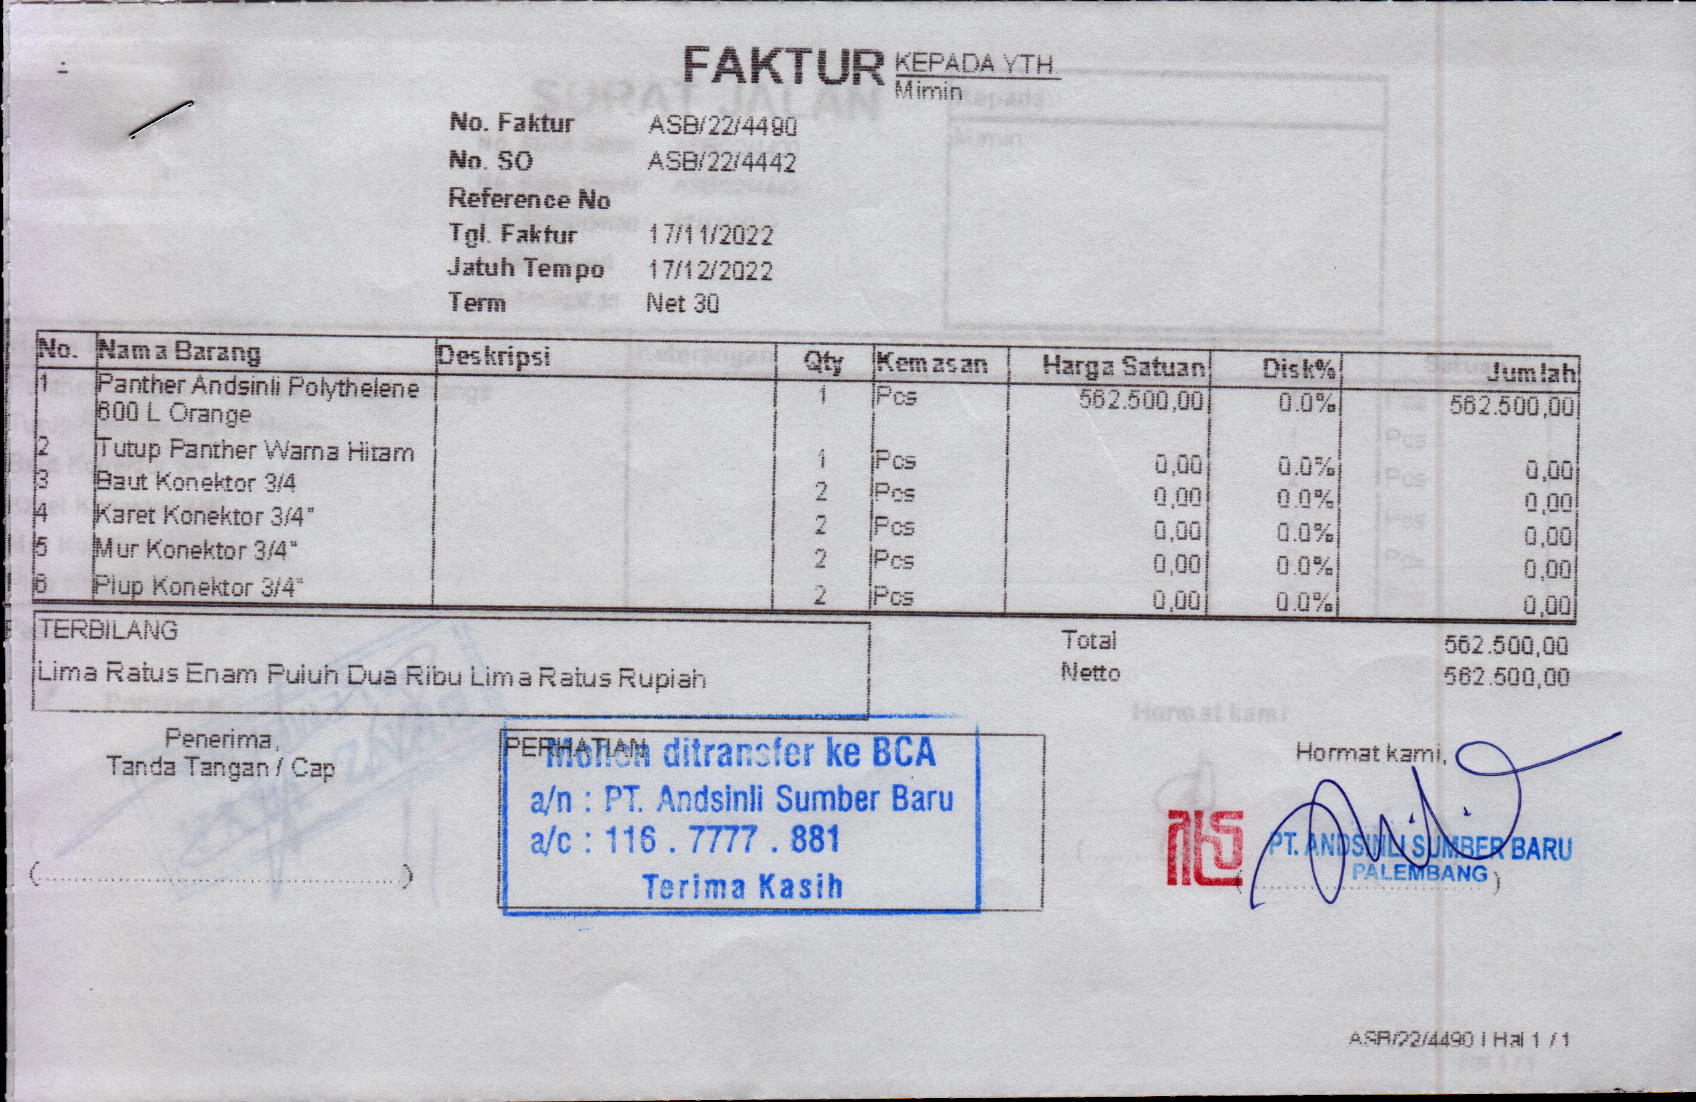 FAKTUR
KEPADA YTH.
Mimin
No. Faktur ASB/22/4490
No. SO ASB/22/4442
Reference No
Tgl. Faktur 17/11/2022
Jatuh Tempo 17/12/2022
Term Net 30
No. Nama Barang Deskripsi Qty Kemasan Harga Satuan Disk% Jumlah
1 Panther Andsinli Polythelene 1 Pcs 562.500,00 0.0% 562.500,00
600 L Orange
2 Tutup Panther Warna Hitam 1 Pcs 0,00 0.0% 0,00
3 Baut Konektor 3/4 2 Pcs 0,00 0.0% 0,00
4 Karet Konektor 3/4" 2 Pcs 0,00 0.0% 0,00
5 Mur Konektor 3/4" 2 Pcs 0,00 0.0% 0,00
6 Plup Konektor 3/4" 2 Pcs 0,00 0.0% 0,00
TERBILANG
Lima Ratus Enam Puluh Dua Ribu Lima Ratus Rupiah
Total 562.500,00
Netto 562.500,00
Penerima,
Tanda Tangan / Cap
(..........)
PERHATIAN
Mohon ditransfer ke BCA
a/n : PT. Andsinli Sumber Baru
a/c : 116 . 7777 . 881
Terima Kasih
Hormat kami,
PT. ANDSINLI SUMBER BARU
PALEMBANG
(..........)
ASB/22/4490 | Hal 1 / 1
SURAT JALAN
Kepada
Mimin
Keterangan
Hormat kami